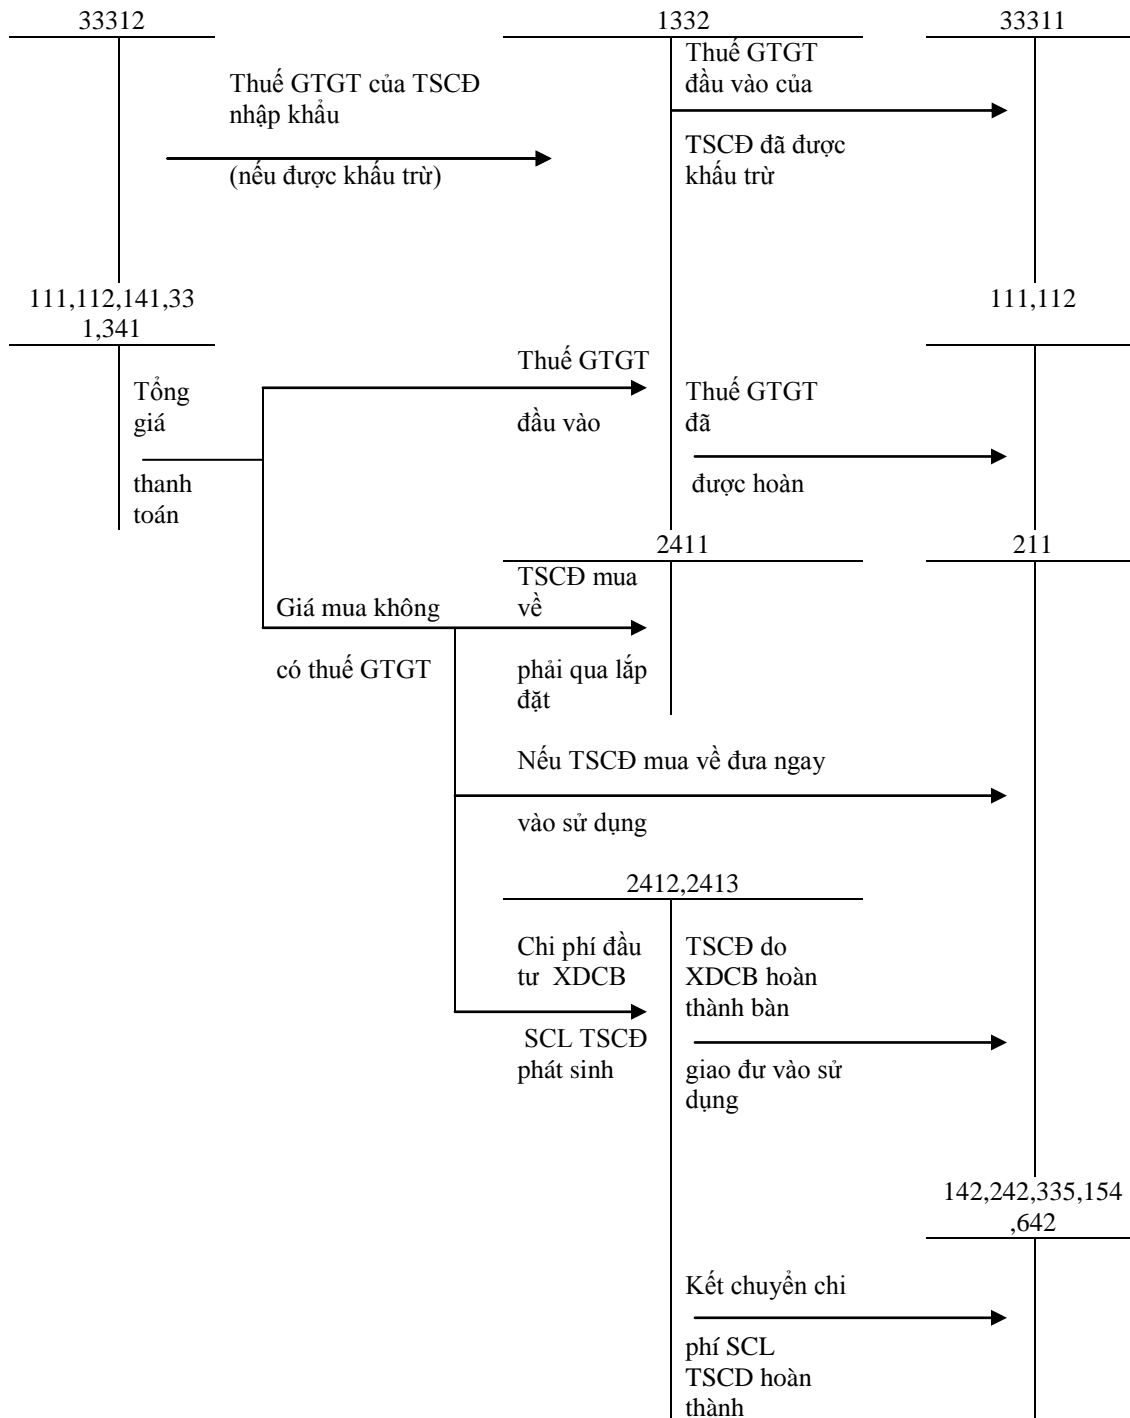 33312
1332
33311
Thuế GTGT của TSCĐ
nhập khẩu
(nếu được khấu trừ)
Thuế GTGT
đầu vào của
TSCĐ đã được
khấu trừ
111,112,141,33
1,341
111,112
Tổng
giá
thanh
toán
Thuế GTGT
đầu vào
Thuế GTGT
đã
được hoàn
2411
211
Giá mua không
có thuế GTGT
TSCĐ mua
về
phải qua lắp
đặt
Nếu TSCĐ mua về đưa ngay
vào sử dụng
2412,2413
Chi phí đầu
tư XDCB
SCL TSCĐ
phát sinh
TSCĐ do
XDCB hoàn
thành bàn
giao đư vào sử
dụng
142,242,335,154
,642
Kết chuyển chi
phí SCL
TSCD hoàn
thành